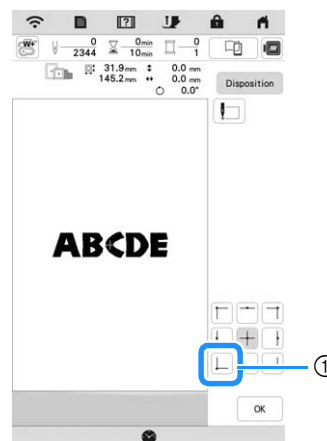 W+
0
2344
0min
10min
0
1
31.9mm
145.2mm
0.0 mm
0.0 mm
0.0°
Disposition
ABCDE
①
OK